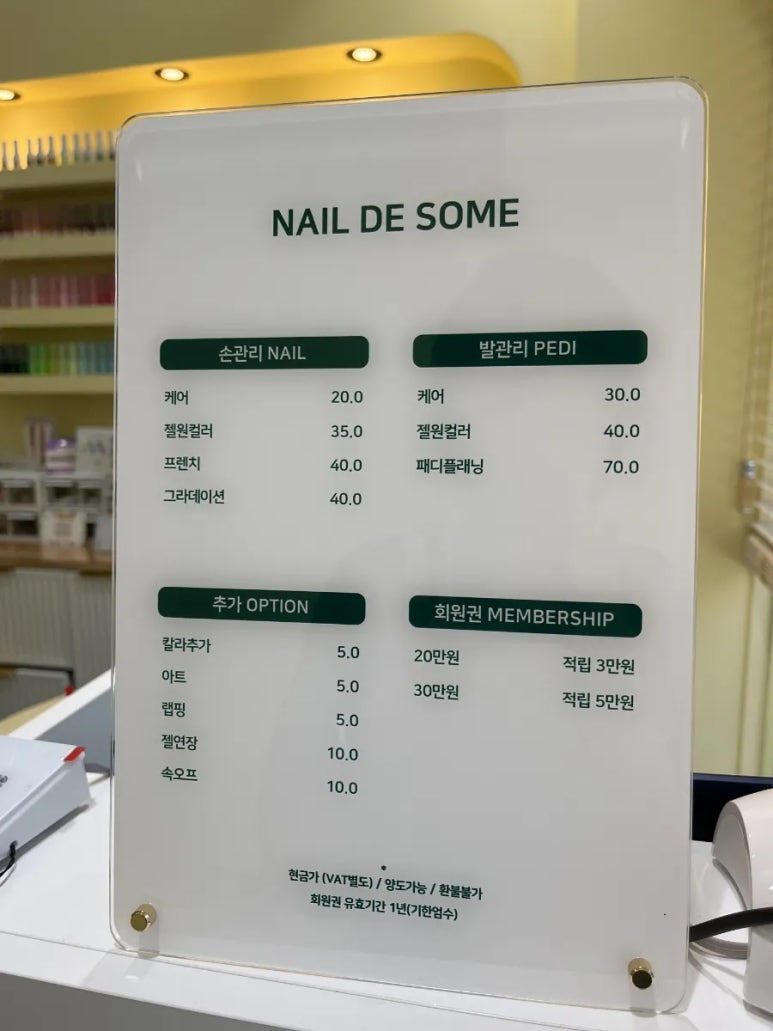 NAIL DE SOME
손관리 NAIL
케어 20.0
젤원컬러 35.0
프렌치 40.0
그라데이션 40.0
발관리 PEDI
케어 30.0
젤원컬러 40.0
패디플래닝 70.0
추가 OPTION
칼라추가 5.0
아트 5.0
랩핑 5.0
젤연장 10.0
속오프 10.0
회원권 MEMBERSHIP
20만원 적립 3만원
30만원 적립 5만원
*
현금가 (VAT별도) / 양도가능 / 환불불가
회원권 유효기간 1년(기한엄수)